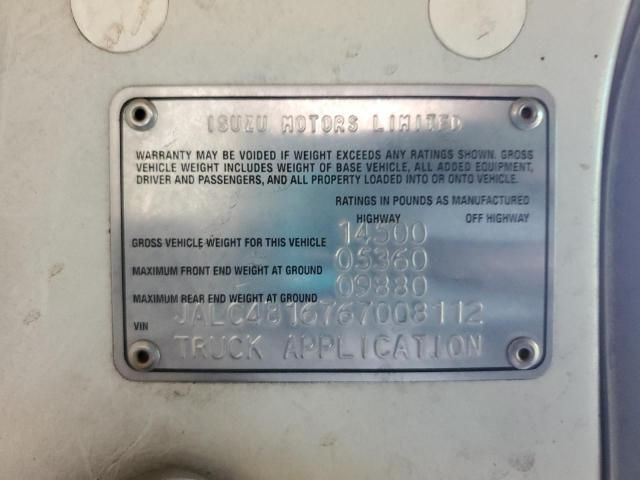 ISUZU MOTORS LIMITED
WARRANTY MAY BE VOIDED IF WEIGHT EXCEEDS ANY RATINGS SHOWN. GROSS
VEHICLE WEIGHT INCLUDES WEIGHT OF BASE VEHICLE, ALL ADDED EQUIPMENT,
DRIVER AND PASSENGERS, AND ALL PROPERTY LOADED INTO OR ONTO VEHICLE.
RATINGS IN POUNDS AS MANUFACTURED
HIGHWAY OFF HIGHWAY
GROSS VEHICLE WEIGHT FOR THIS VEHICLE 14500
MAXIMUM FRONT END WEIGHT AT GROUND 05360
MAXIMUM REAR END WEIGHT AT GROUND 09880
VIN JALC4B16767008112
TRUCK APPLICATION